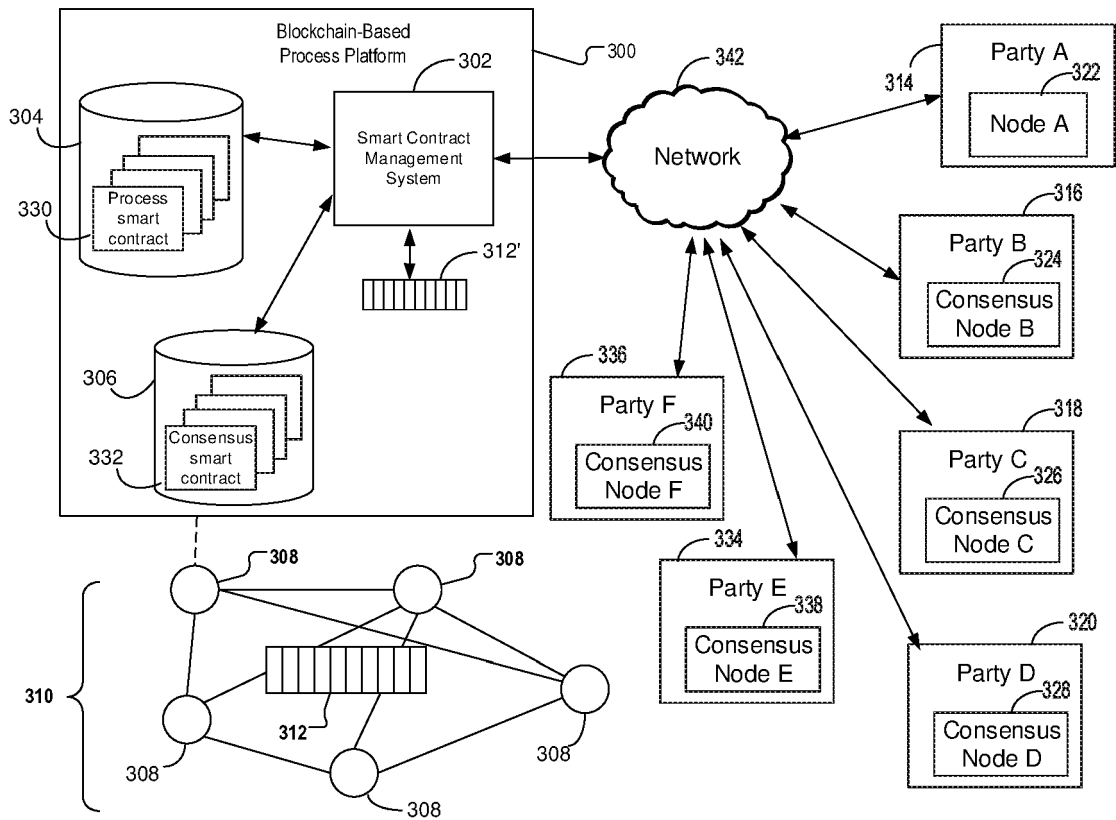 Blockchain-Based
Process Platform
300
302
304
Smart Contract
Management
System
330
Process
smart
contract
312'
306
332
Consensus
smart
contract
342
Network
314
Party A
322
Node A
316
Party B
324
Consensus
Node B
318
Party C
326
Consensus
Node C
320
Party D
328
Consensus
Node D
336
Party F
340
Consensus
Node F
334
Party E
338
Consensus
Node E
308
308
310
312
308
308
308